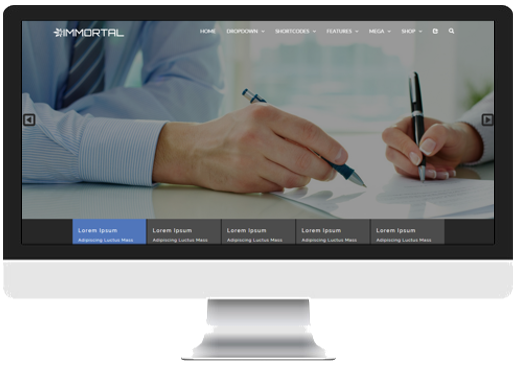 IMMORTAL
HOME DROPDOWN SHORTCODES FEATURES MEGA SHOP
Lorem Ipsum Lorem Ipsum Lorem Ipsum Lorem Ipsum Lorem Ipsum
Adipiscing Luctus Mass Adipiscing Luctus Mass Adipiscing Luctus Mass Adipiscing Luctus Mass Adipiscing Luctus Mass